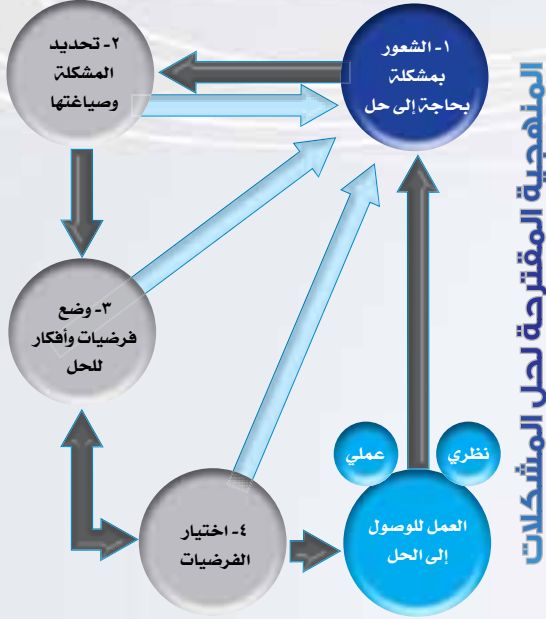 المنهجية المقترحة لحل المشكلات
١- الشعور
بمشكلة
بحاجة إلى حل
٢- تحديد
المشكلة
وصياغتها
٣- وضع
فرضيات وأفكار
للحل
٤- اختيار
الفرضيات
نظري
عملي
العمل للوصول
إلى الحل